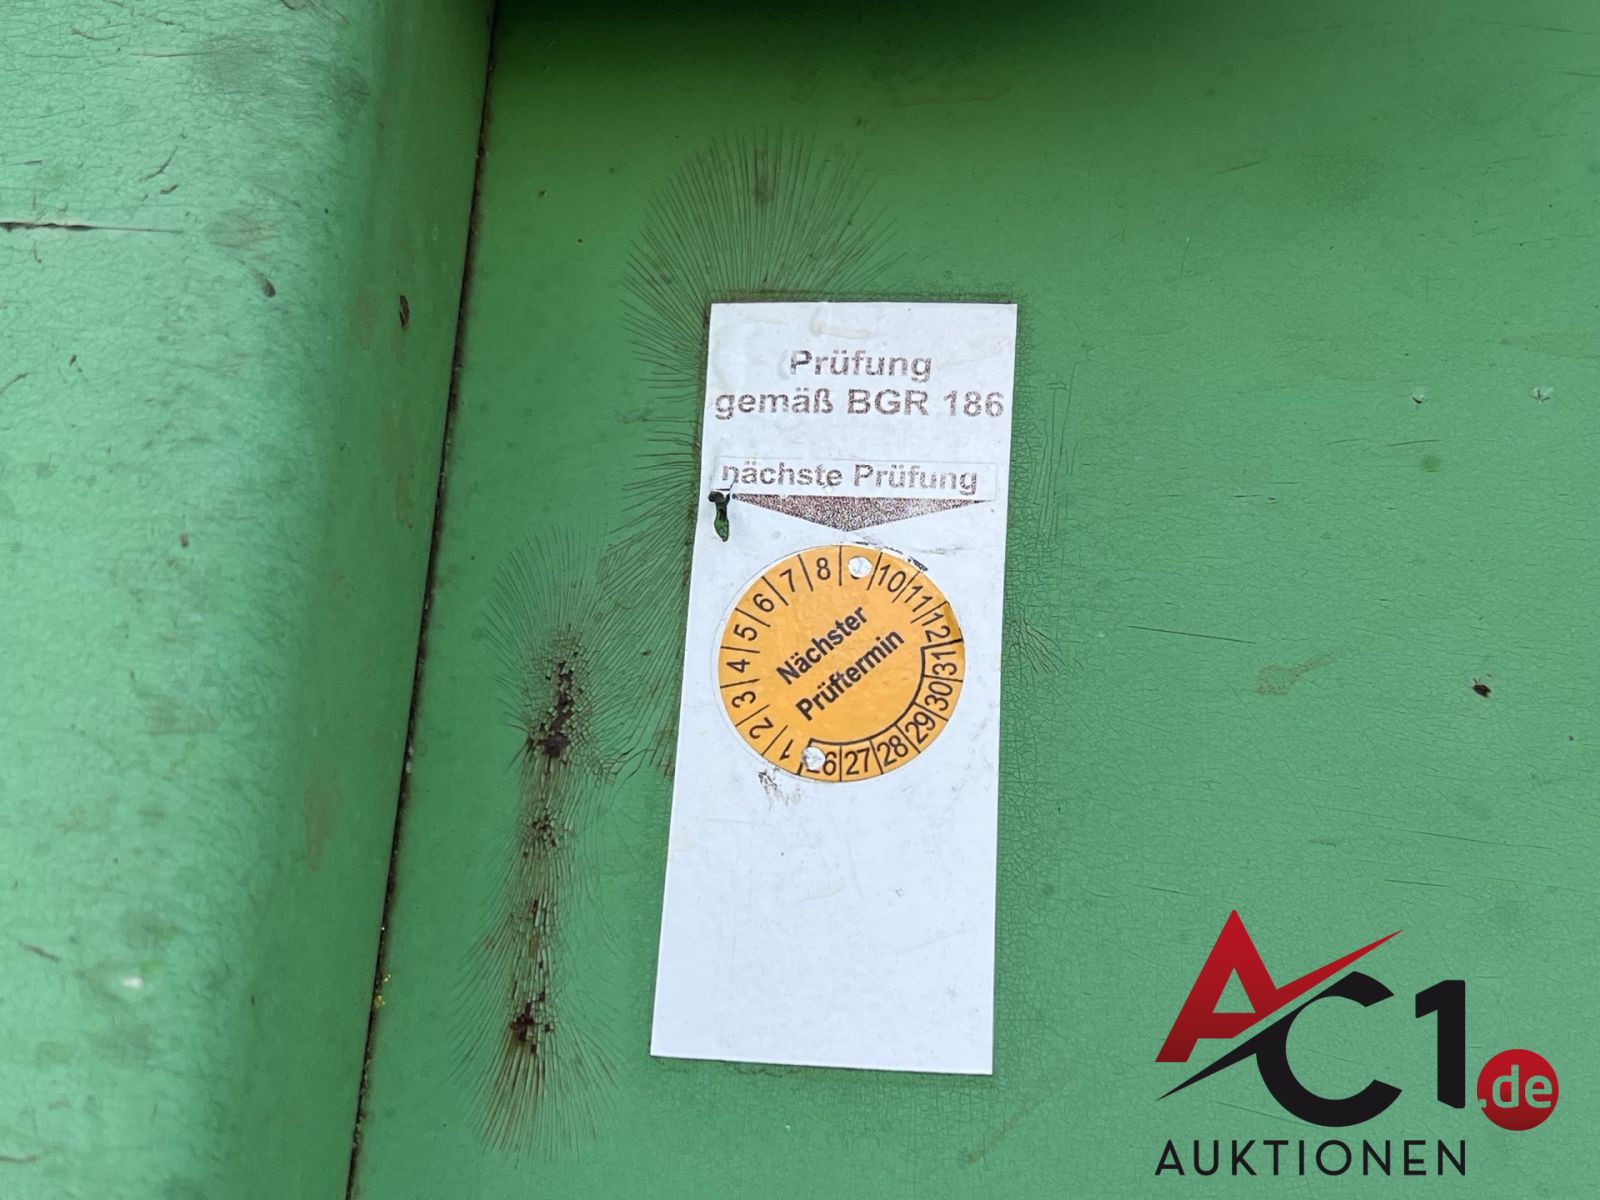 Prüfung
gemäß BGR 186
nächste Prüfung
1 2 3 4 5 6 7 8 9 10 11 12
Nächster
Prüftermin
26 27 28 29 30 31
AC1.de
AUKTIONEN